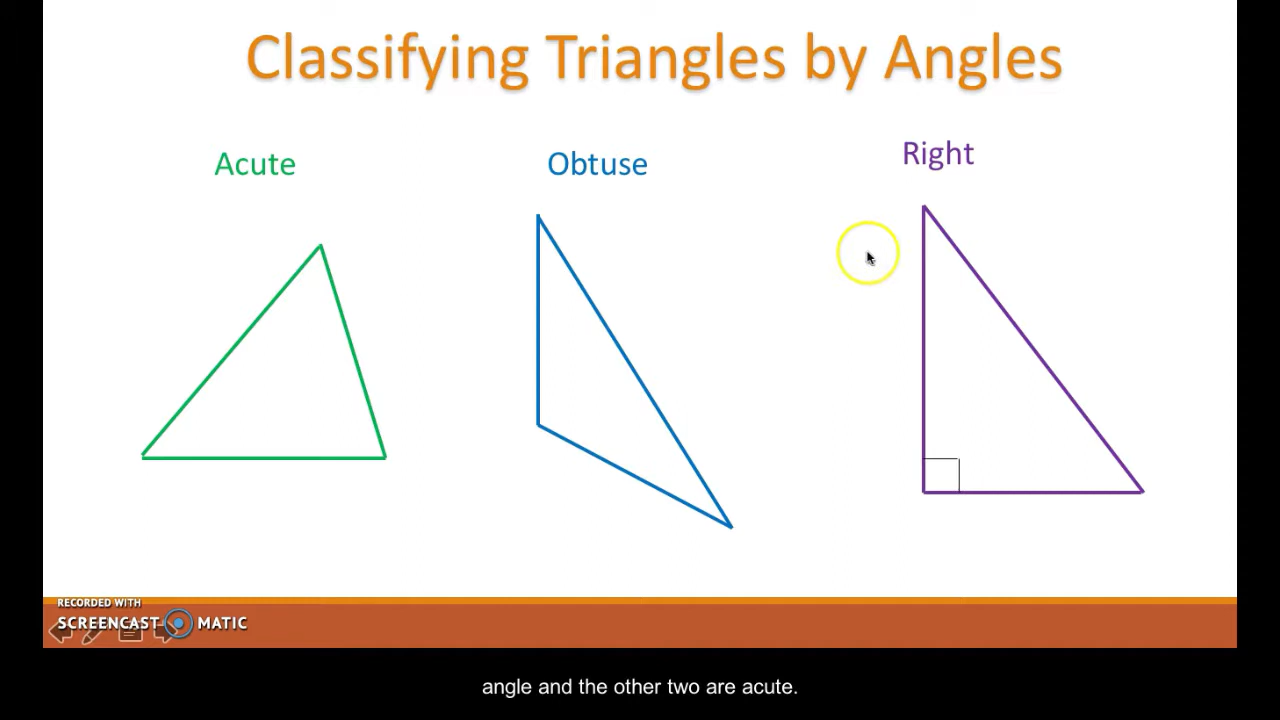 Classifying Triangles by Angles
Acute
Obtuse
Right
RECORDED WITH
SCREENCAST MATIC
angle and the other two are acute.